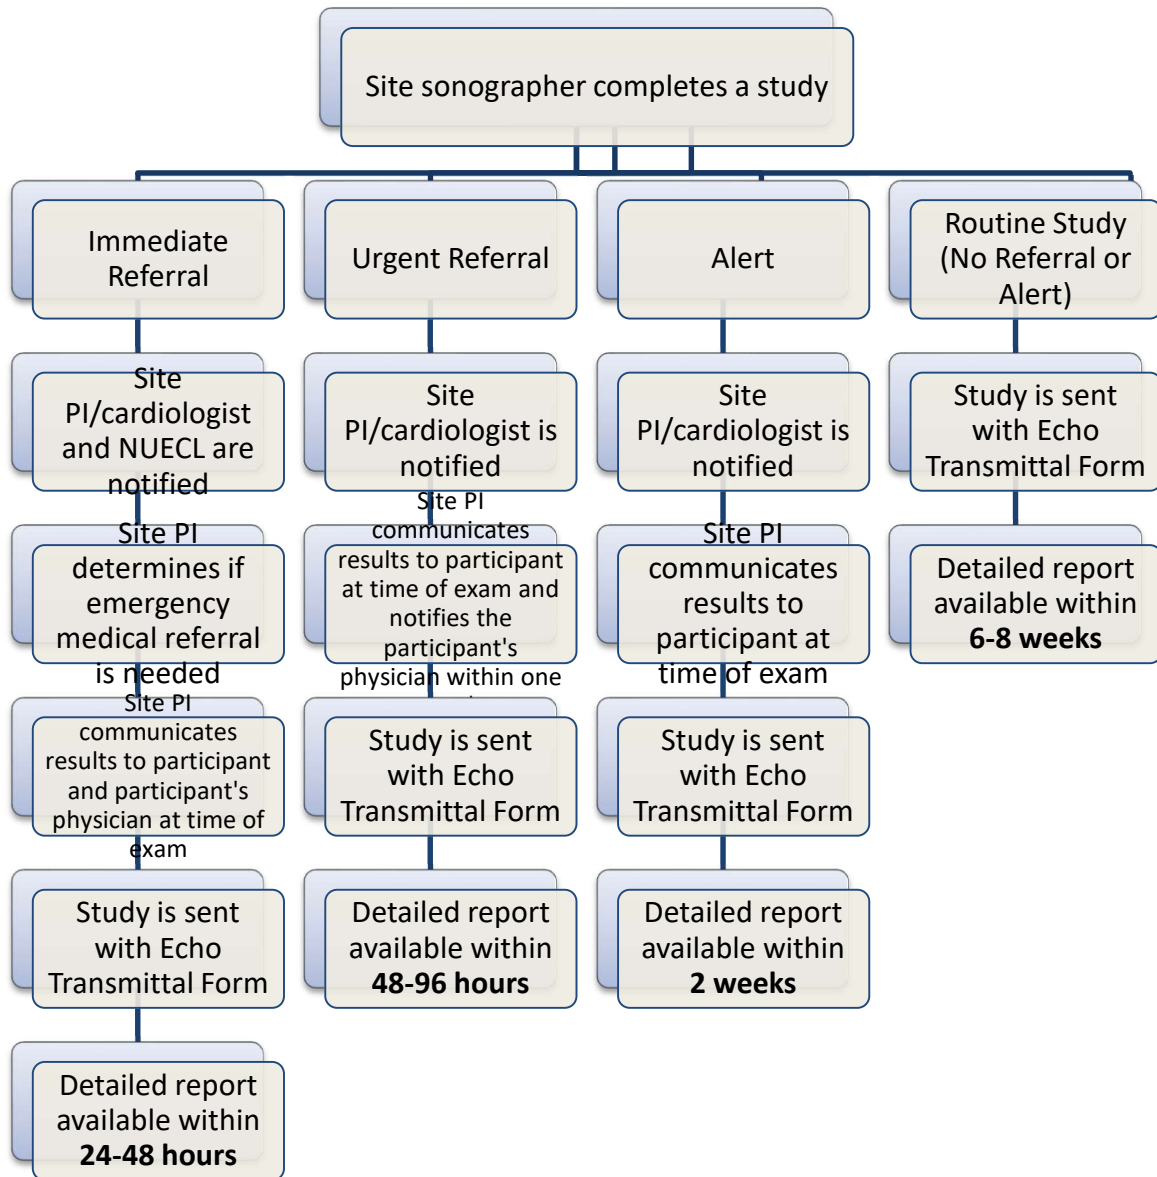 Site sonographer completes a study
Immediate
Referral
Site
PI/cardiologist
and NUECL are
notified
Site PI
determines if
emergency
medical referral
is needed
Site PI
communicates
results to participant
and participant's
physician at time of
exam
Study is sent
with Echo
Transmittal Form
Detailed report
available within
24-48 hours
Urgent Referral
Site
PI/cardiologist is
notified
Site PI
communicates
results to participant
at time of exam and
notifies the
participant's
physician within one
Study is sent
with Echo
Transmittal Form
Detailed report
available within
48-96 hours
Alert
Site
PI/cardiologist is
notified
Site PI
communicates
results to
participant at
time of exam
Study is sent
with Echo
Transmittal Form
Detailed report
available within
2 weeks
Routine Study
(No Referral or
Alert)
Study is sent
with Echo
Transmittal Form
Detailed report
available within
6-8 weeks